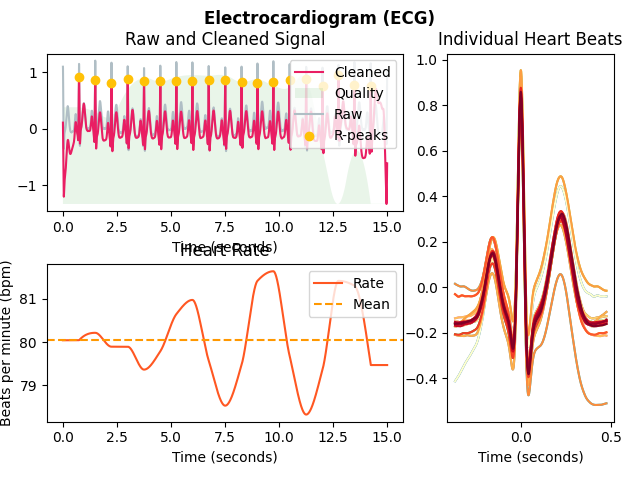 Electrocardiogram (ECG)
Raw and Cleaned Signal
1
0
−1
0.0 2.5 5.0 7.5 10.0 12.5 15.0
Time (seconds)
Cleaned
Quality
Raw
R-peaks
Heart Rate
Beats per minute (bpm)
81
80
79
0.0 2.5 5.0 7.5 10.0 12.5 15.0
Time (seconds)
Rate
Mean
Individual Heart Beats
1.0
0.8
0.6
0.4
0.2
0.0
−0.2
−0.4
0.0 0.5
Time (seconds)